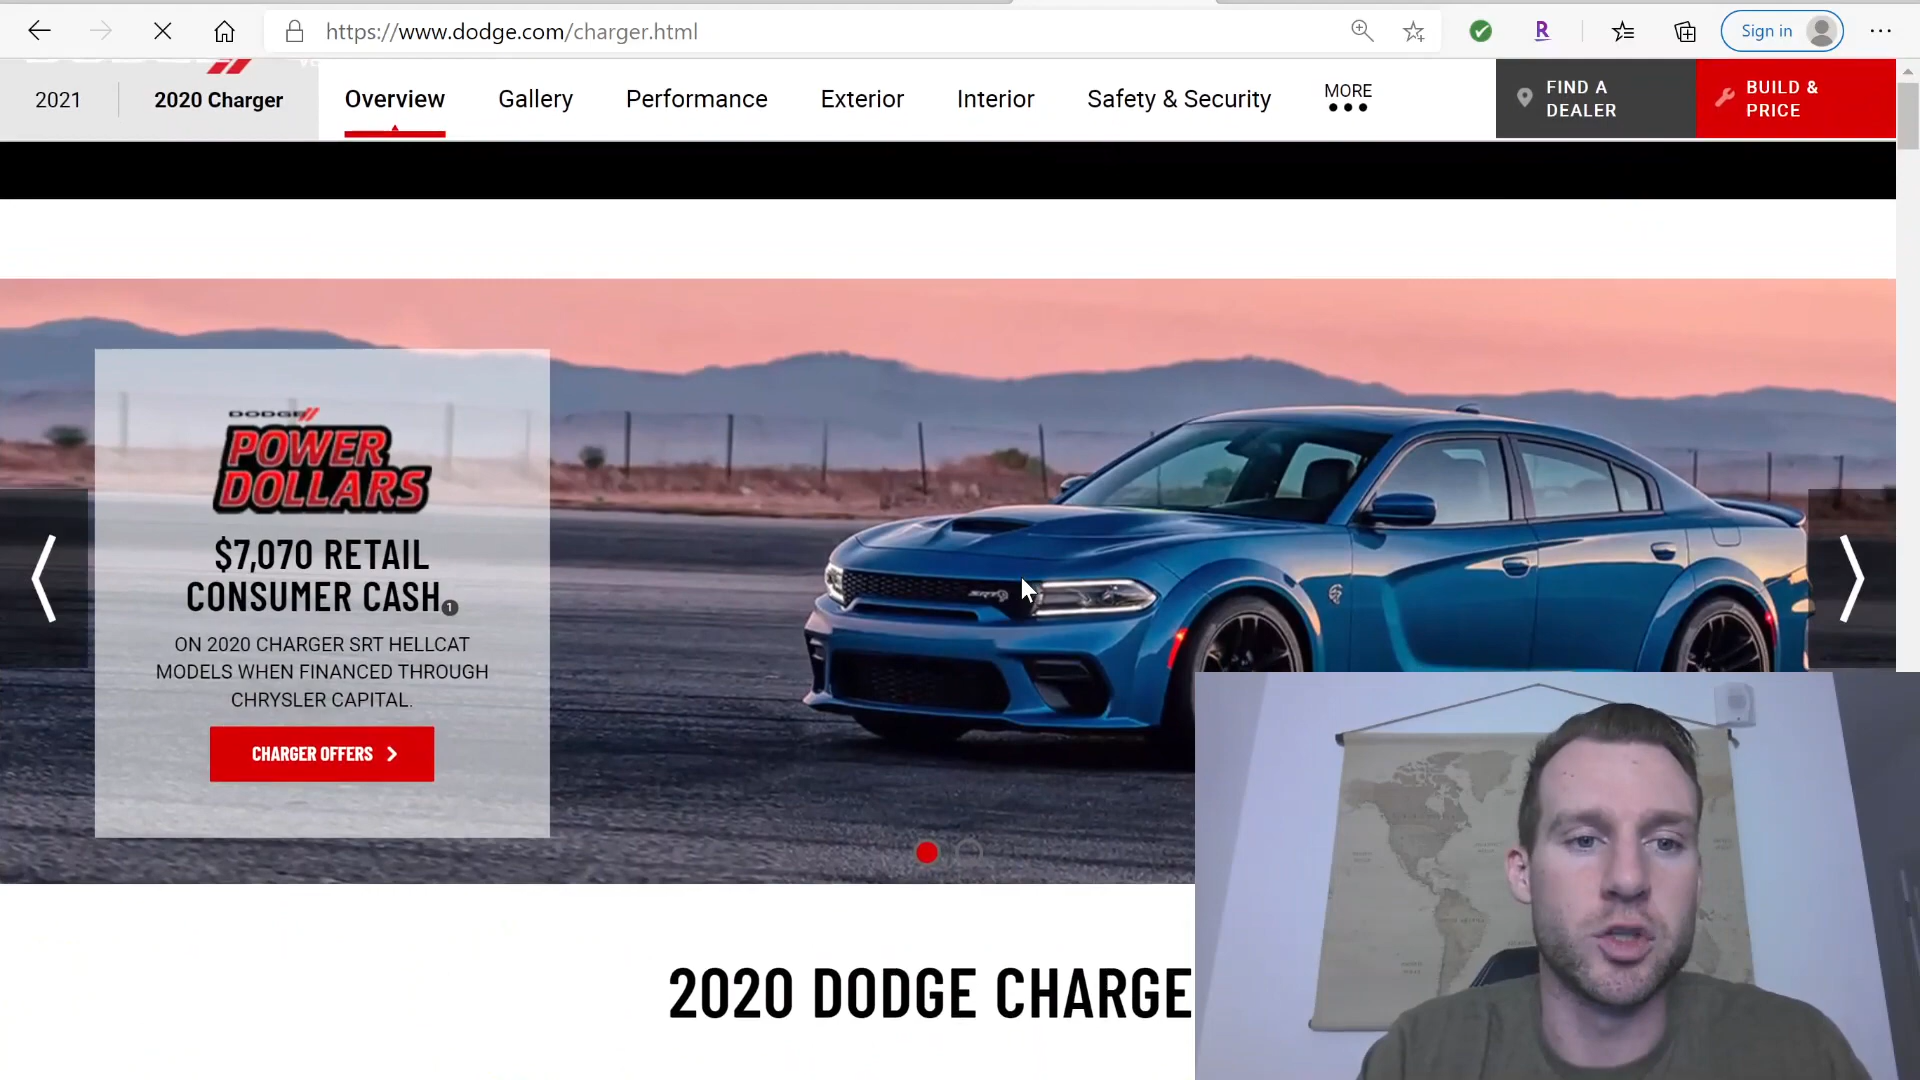 https://www.dodge.com/charger.html
Sign in
2021
2020 Charger
Overview
Gallery
Performance
Exterior
Interior
Safety & Security
MORE
FIND A
DEALER
BUILD &
PRICE
DODGE
POWER
DOLLARS
$7,070 RETAIL
CONSUMER CASH 1
ON 2020 CHARGER SRT HELLCAT
MODELS WHEN FINANCED THROUGH
CHRYSLER CAPITAL.
CHARGER OFFERS
SRT
2020 DODGE CHARGE